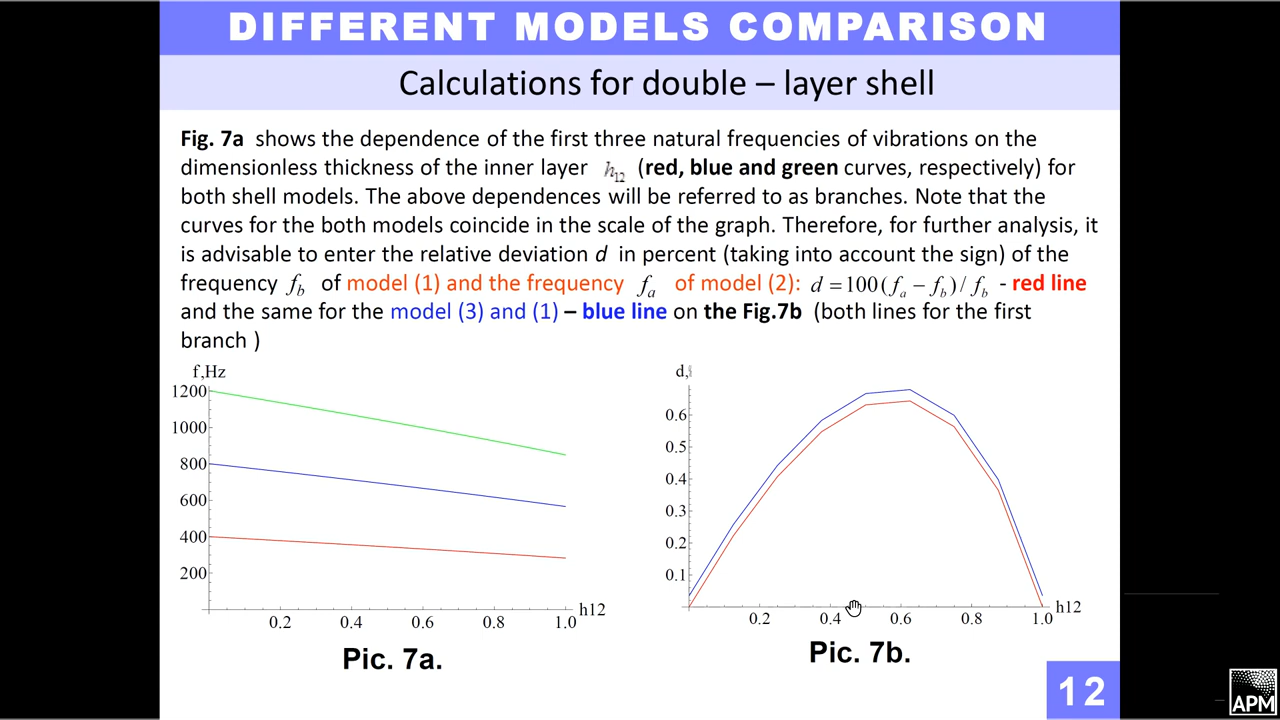 DIFFERENT MODELS COMPARISON
Calculations for double – layer shell
Fig. 7a shows the dependence of the first three natural frequencies of vibrations on the
dimensionless thickness of the inner layer h12 (red, blue and green curves, respectively) for
both shell models. The above dependences will be referred to as branches. Note that the
curves for the both models coincide in the scale of the graph. Therefore, for further analysis, it
is advisable to enter the relative deviation d in percent (taking into account the sign) of the
frequency fb of model (1) and the frequency fa of model (2): d =100(fa − fb)/ fb - red line
and the same for the model (3) and (1) – blue line on the Fig.7b (both lines for the first
branch )
f,Hz
1200
1000
800
600
400
200
0.2 0.4 0.6 0.8 1.0 h12
Pic. 7a.
d,
0.6
0.5
0.4
0.3
0.2
0.1
0.2 0.4 0.6 0.8 1.0 h12
Pic. 7b.
12
APM